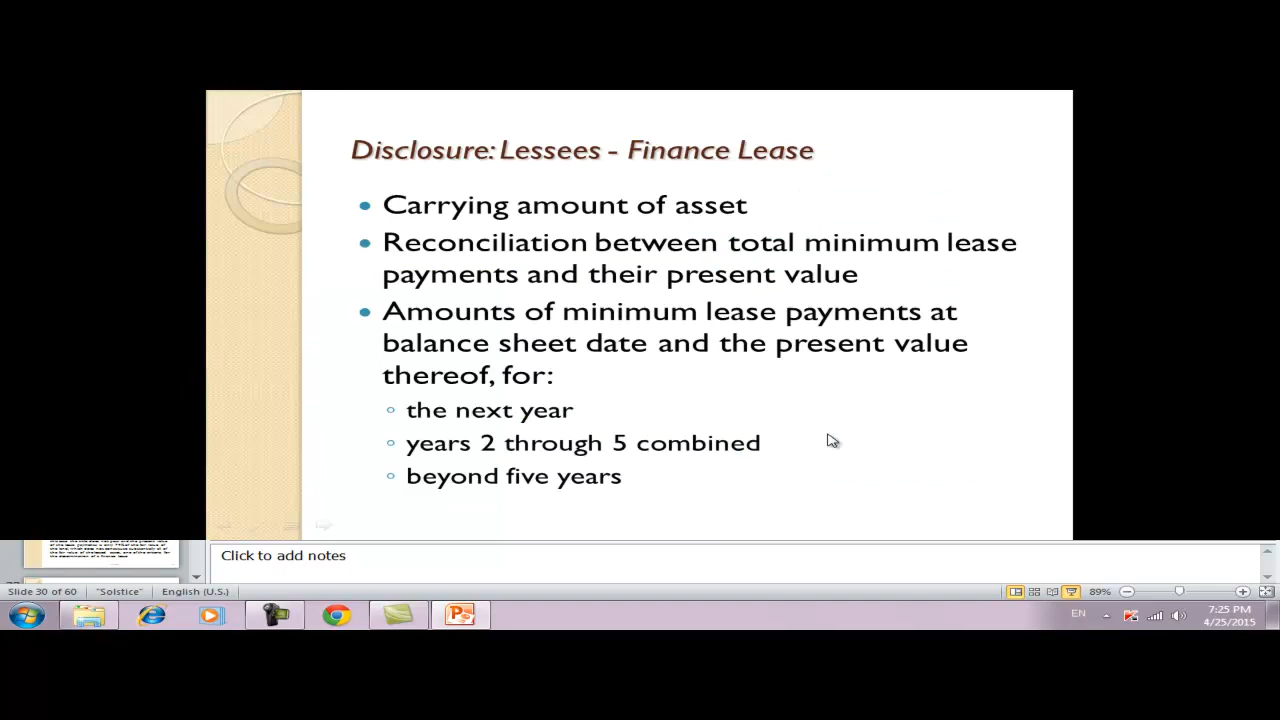 Disclosure: Lessees - Finance Lease
Carrying amount of asset
Reconciliation between total minimum lease
payments and their present value
Amounts of minimum lease payments at
balance sheet date and the present value
thereof, for:
the next year
years 2 through 5 combined
beyond five years
Click to add notes
Slide 30 of 60
"Solstice"
English (U.S.)
89%
EN
7:25 PM
4/25/2015